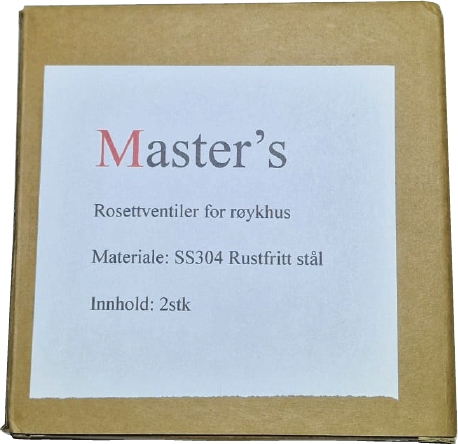 Master's
Rosettventiler for røykhus
Materiale: SS304 Rustfritt stål
Innhold: 2stk